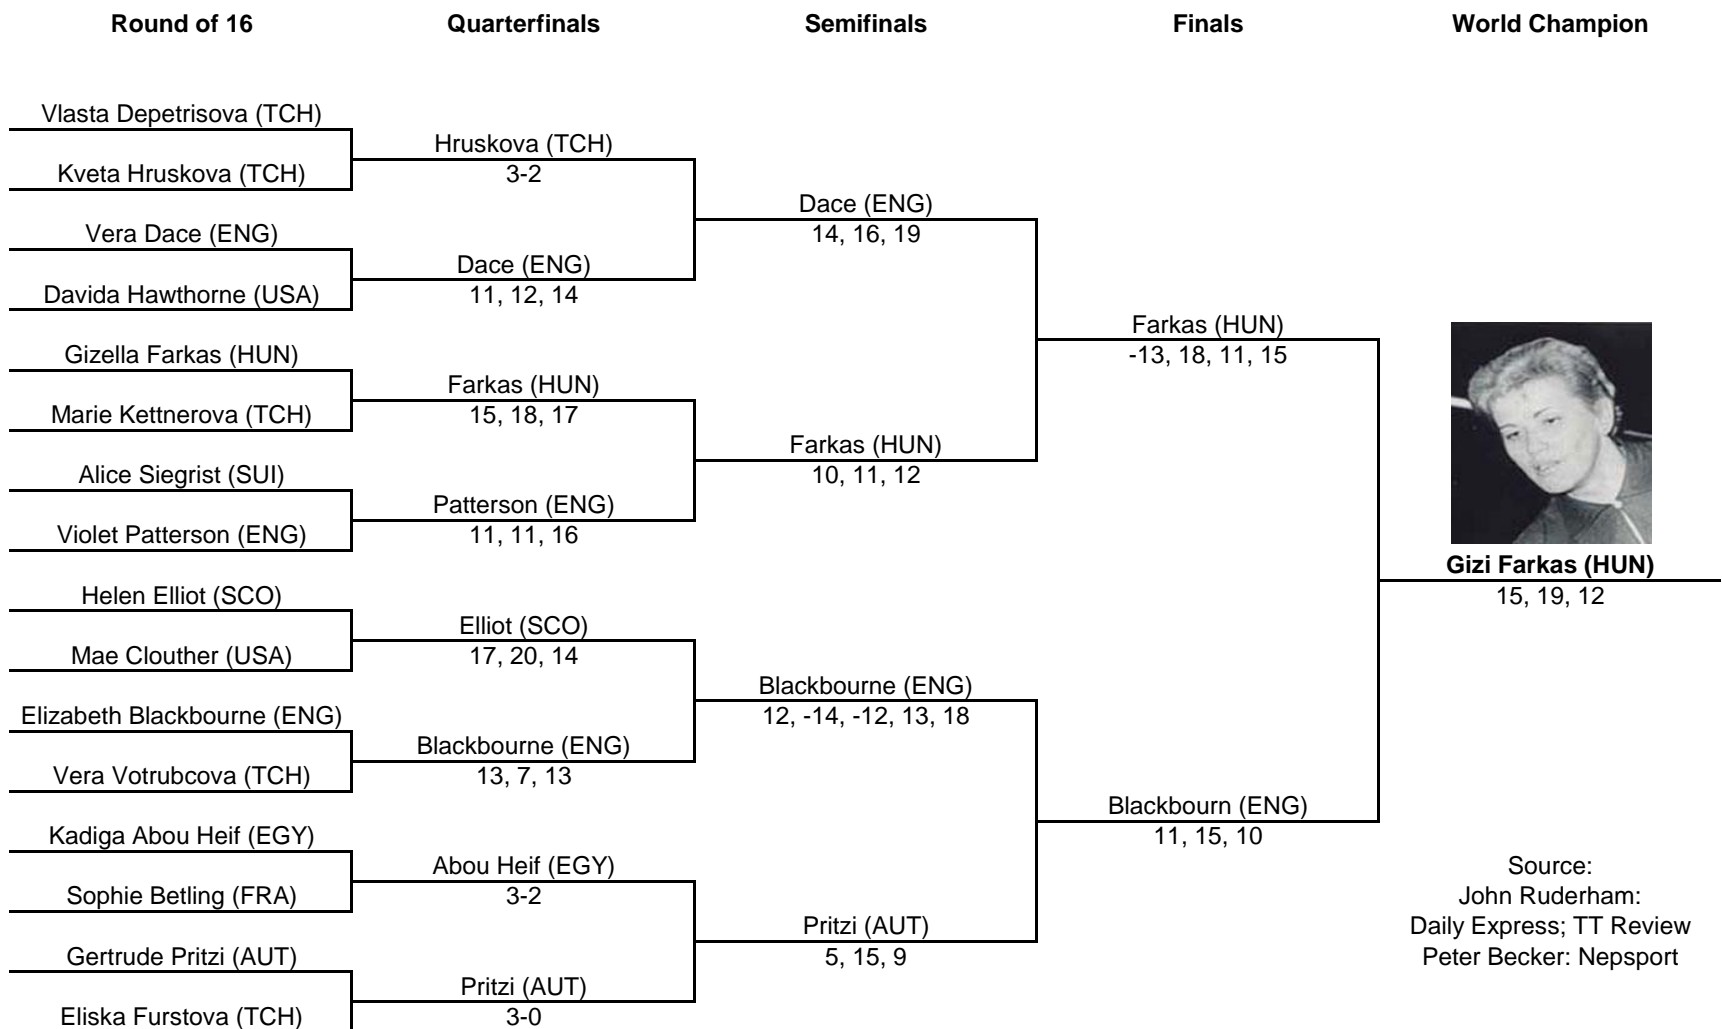 Round of 16
Quarterfinals
Semifinals
Finals
World Champion
Vlasta Depetrisova (TCH)
Kveta Hruskova (TCH)
Vera Dace (ENG)
Davida Hawthorne (USA)
Gizella Farkas (HUN)
Marie Kettnerova (TCH)
Alice Siegrist (SUI)
Violet Patterson (ENG)
Helen Elliot (SCO)
Mae Clouther (USA)
Elizabeth Blackbourne (ENG)
Vera Votrubcova (TCH)
Kadiga Abou Heif (EGY)
Sophie Betling (FRA)
Gertrude Pritzi (AUT)
Eliska Furstova (TCH)
Hruskova (TCH)
3-2
Dace (ENG)
11, 12, 14
Farkas (HUN)
15, 18, 17
Patterson (ENG)
11, 11, 16
Elliot (SCO)
17, 20, 14
Blackbourne (ENG)
13, 7, 13
Abou Heif (EGY)
3-2
Pritzi (AUT)
3-0
Dace (ENG)
14, 16, 19
Farkas (HUN)
10, 11, 12
Blackbourne (ENG)
12, -14, -12, 13, 18
Pritzi (AUT)
5, 15, 9
Farkas (HUN)
-13, 18, 11, 15
Blackbourn (ENG)
11, 15, 10
Gizi Farkas (HUN)
15, 19, 12
Source:
John Ruderham:
Daily Express; TT Review
Peter Becker: Nepsport